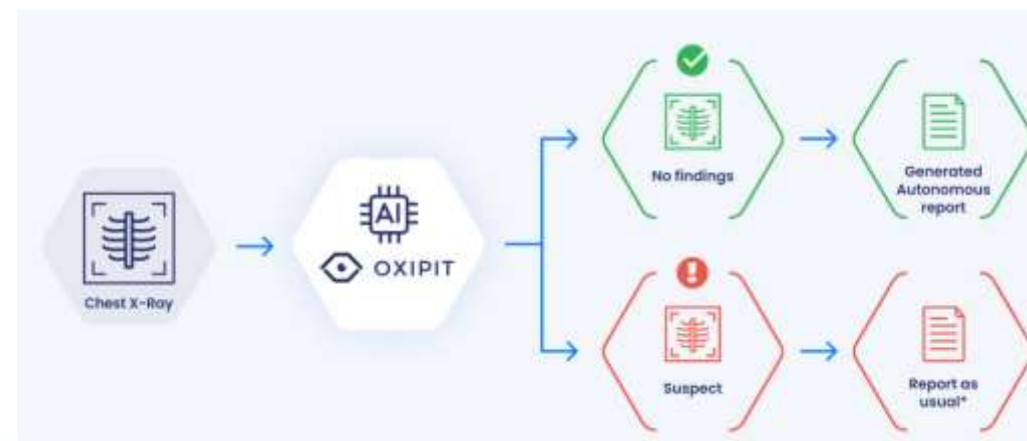 Chest X-Ray
AI
OXIPIT
No findings
Generated
Autonomous
report
Suspect
Report as
usual*